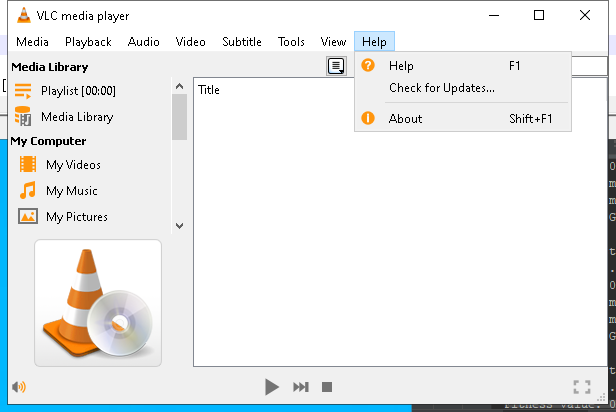 VLC media player
Media Playback Audio Video Subtitle Tools View Help
Media Library
Playlist [00:00]
Media Library
My Computer
My Videos
My Music
My Pictures
Title
Help F1
Check for Updates...
About Shift+F1